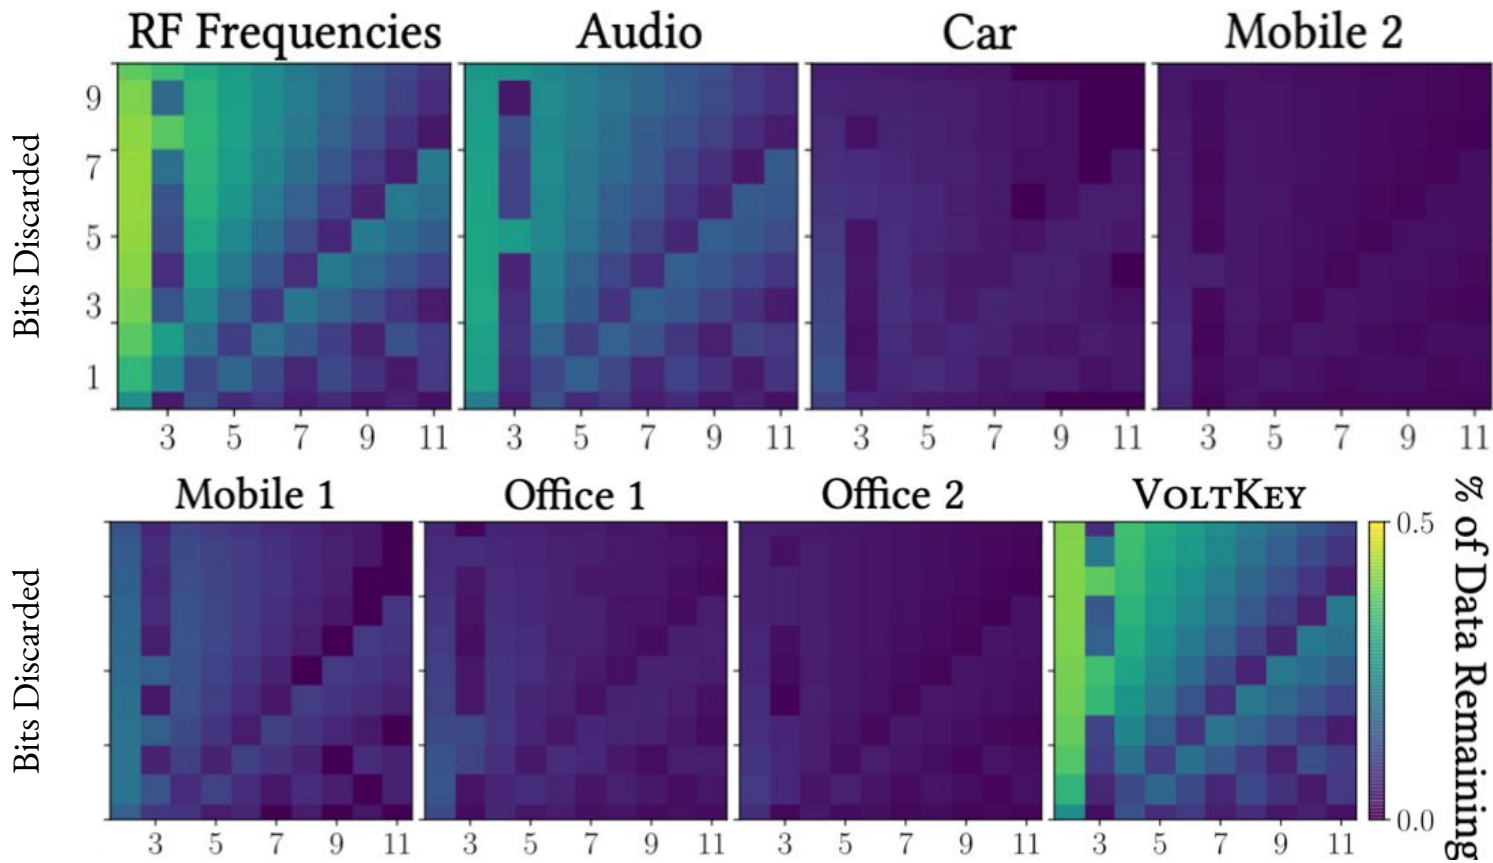 RF Frequencies Audio Car Mobile 2
Bits Discarded
9
7
5
3
1
3 5 7 9 11 3 5 7 9 11 3 5 7 9 11 3 5 7 9 11
Mobile 1 Office 1 Office 2 VOLTKEY
Bits Discarded
3 5 7 9 11 3 5 7 9 11 3 5 7 9 11 3 5 7 9 11
0.5
0.0
% of Data Remaining